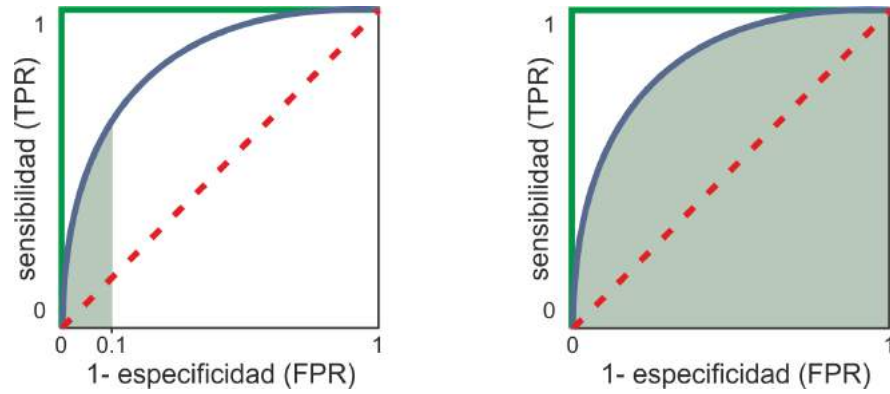 1
sensibilidad (TPR)
0
0 0.1 1
1- especificidad (FPR)
1
sensibilidad (TPR)
0
0 1
1- especificidad (FPR)